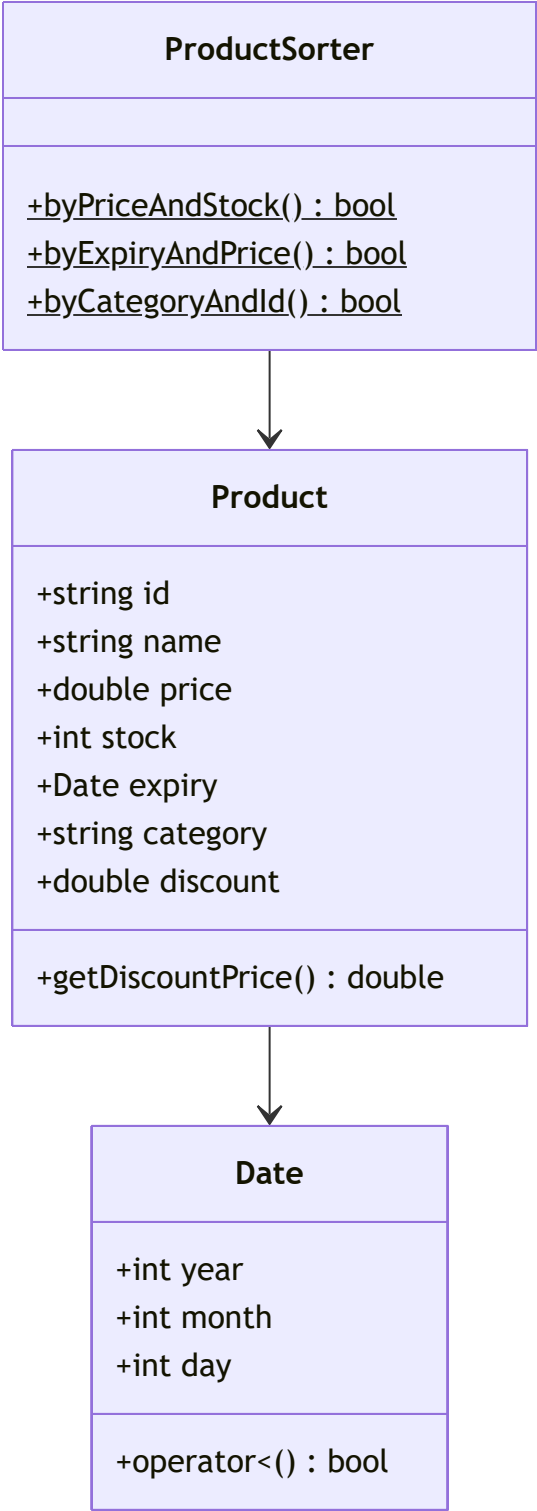 ProductSorter
+byPriceAndStock() : bool
+byExpiryAndPrice() : bool
+byCategoryAndId() : bool
Product
+string id
+string name
+double price
+int stock
+Date expiry
+string category
+double discount
+getDiscountPrice() : double
Date
+int year
+int month
+int day
+operator<() : bool